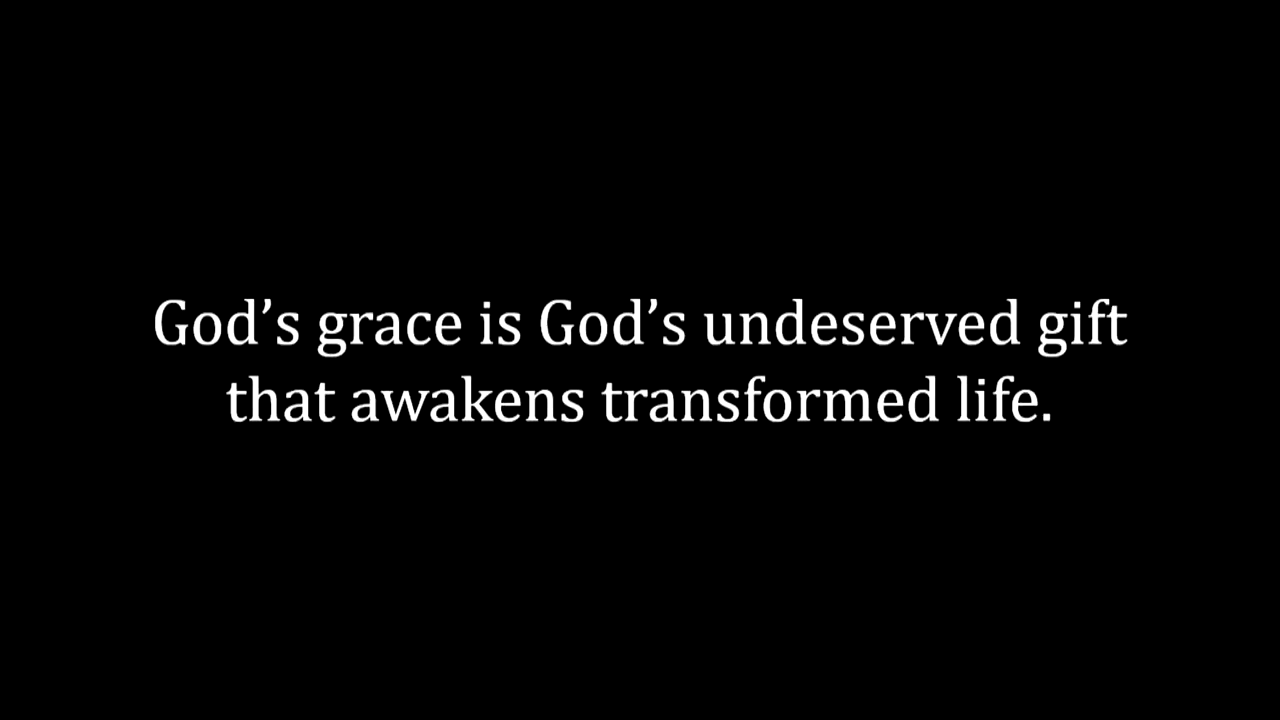 God’s grace is God’s undeserved gift
that awakens transformed life.